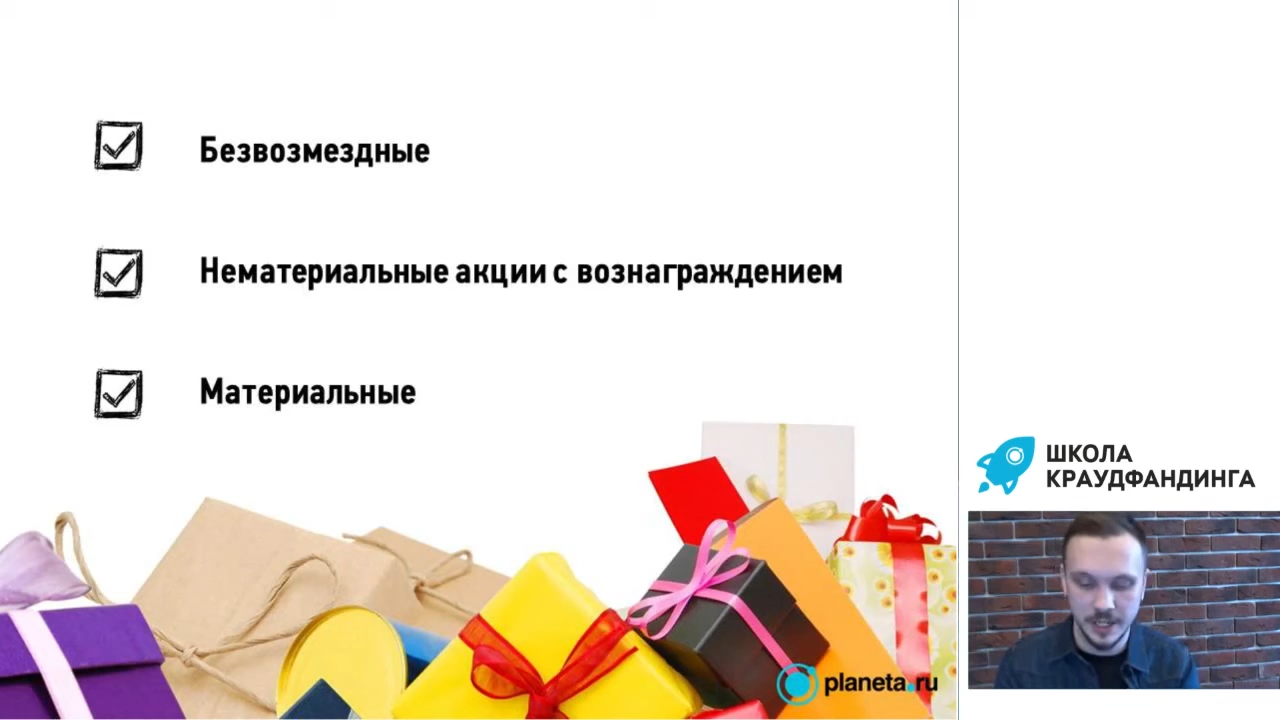 Безвозмездные
Нематериальные акции с вознаграждением
Материальные
planeta.ru
ШКОЛА
КРАУДФАНДИНГА